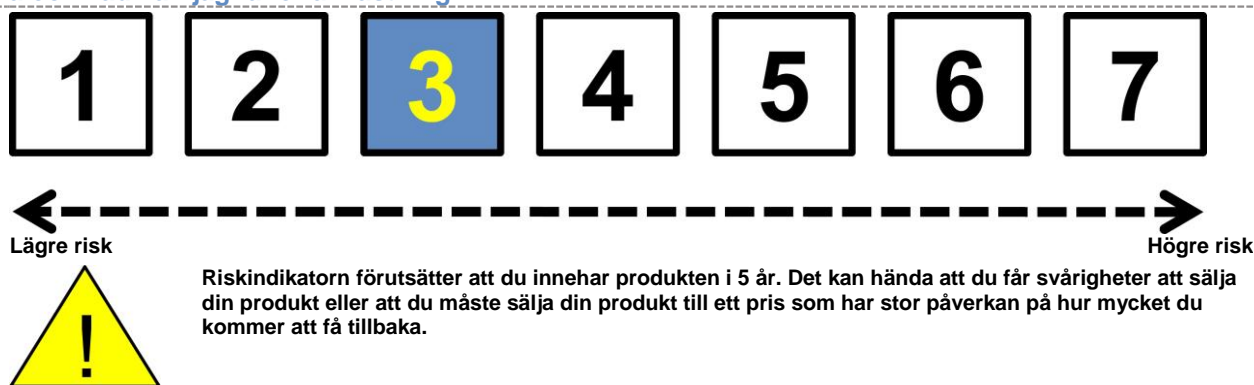 1 2 3 4 5 6 7
Lägre risk Högre risk
Riskindikatorn förutsätter att du innehar produkten i 5 år. Det kan hända att du får svårigheter att sälja
din produkt eller att du måste sälja din produkt till ett pris som har stor påverkan på hur mycket du
kommer att få tillbaka.
!